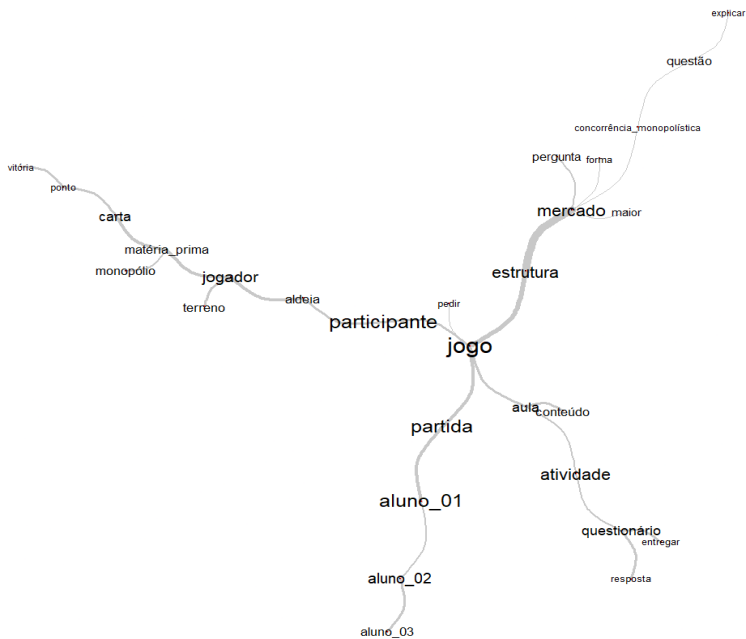 explicar
questão
concorrência_monopolística
pergunta
forma
vitória
ponto
carta
mercado
maior
matéria_prima
monopólio
jogador
estrutura
terreno
aldeia
pedir
participante
jogo
aula
conteúdo
partida
atividade
aluno_01
questionário
entregar
aluno_02
resposta
aluno_03